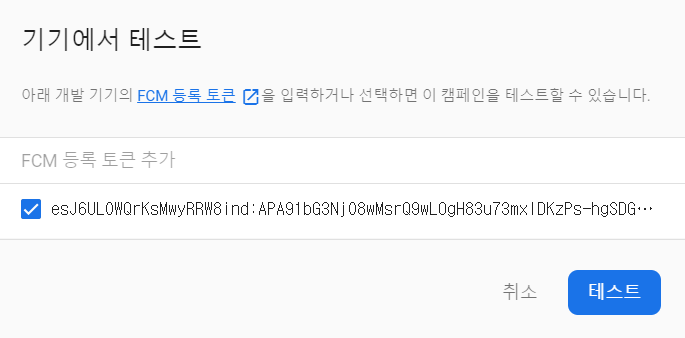 기기에서 테스트
아래 개발 기기의 FCM 등록 토큰 을 입력하거나 선택하면 이 캠페인을 테스트할 수 있습니다.
FCM 등록 토큰 추가
esJ6UL0WQrKsMwyRRW8ind:APA91bG3Nj08wMsrQ9wLOgH83u73mxlDKzPs-hgSDG…
취소
테스트